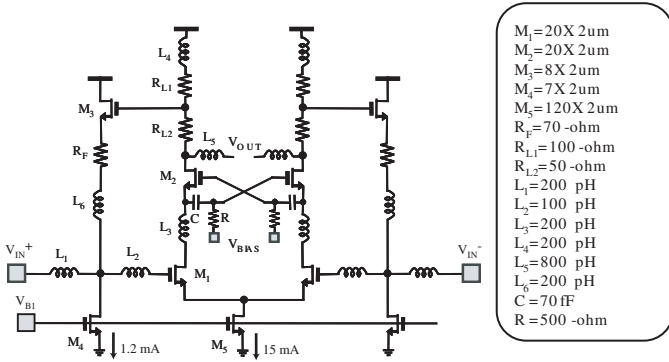 L4
RL1
M3
RL2
L5
VOUT
RF
M2
C
R
L6
L3
VBIAS
VIN+
L1
L2
M1
VIN-
VB1
M4
1.2 mA
M5
15 mA
M1=20X 2um
M2=20X 2um
M3=8X 2um
M4=7X 2um
M5=120X 2um
RF=70 -ohm
RL1=100 -ohm
RL2=50 -ohm
L1=200 pH
L2=100 pH
L3=200 pH
L4=200 pH
L5=800 pH
L6=200 pH
C=70 fF
R=500 -ohm